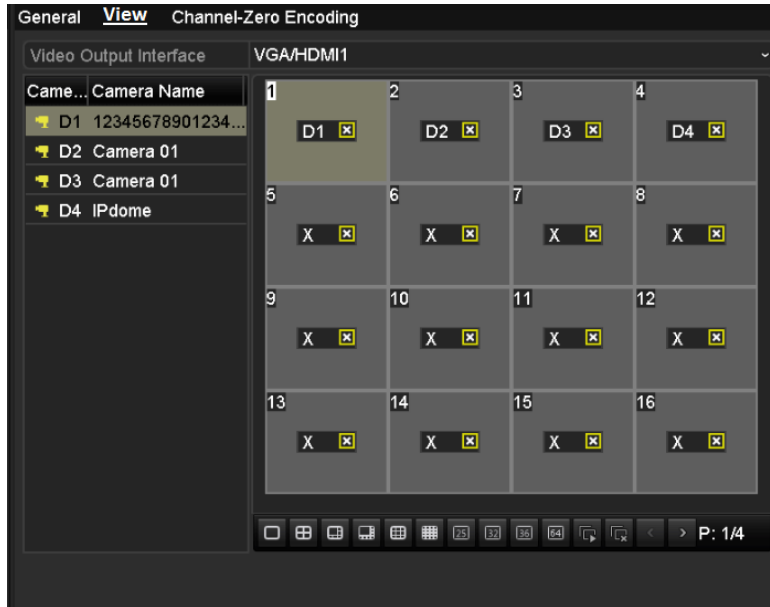 General View Channel-Zero Encoding
Video Output Interface VGA/HDMI1
Came... Camera Name
D1 12345678901234...
D2 Camera 01
D3 Camera 01
D4 IPdome
1 2 3 4
D1 D2 D3 D4
5 6 7 8
X X X X
9 10 11 12
X X X X
13 14 15 16
X X X X
25 32 36 64 P: 1/4